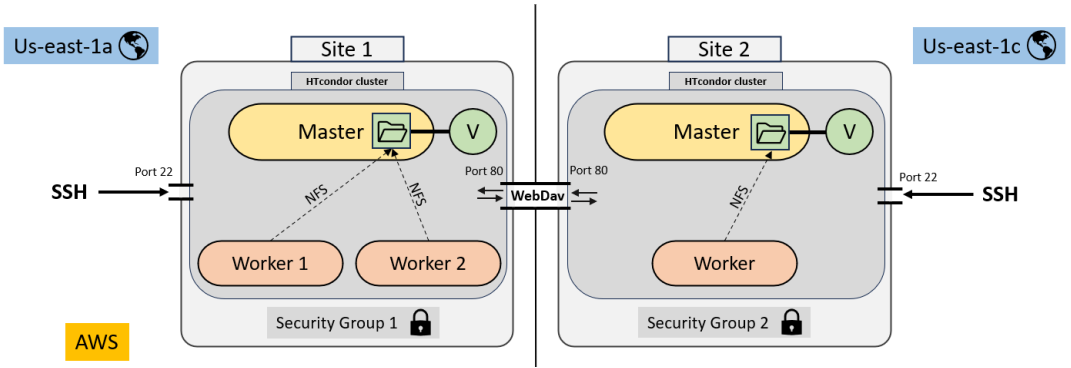 Us-east-1a
Site 1
Site 2
Us-east-1c
HTcondor cluster
HTcondor cluster
Master
V
Master
V
Port 22
Port 80
Port 80
Port 22
SSH
NFS
NFS
WebDav
NFS
SSH
Worker 1
Worker 2
Worker
Security Group 1
Security Group 2
AWS